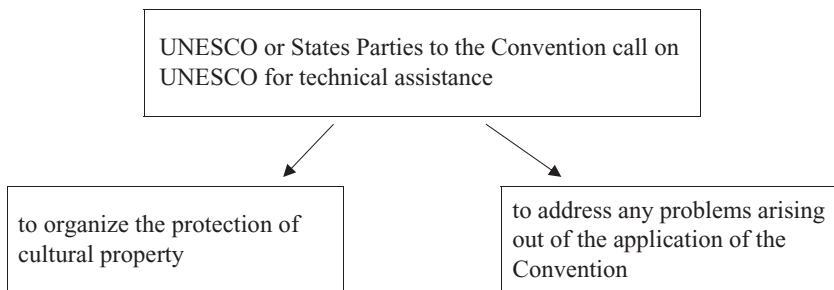 UNESCO or States Parties to the Convention call on
UNESCO for technical assistance
to organize the protection of
cultural property
to address any problems arising
out of the application of the
Convention